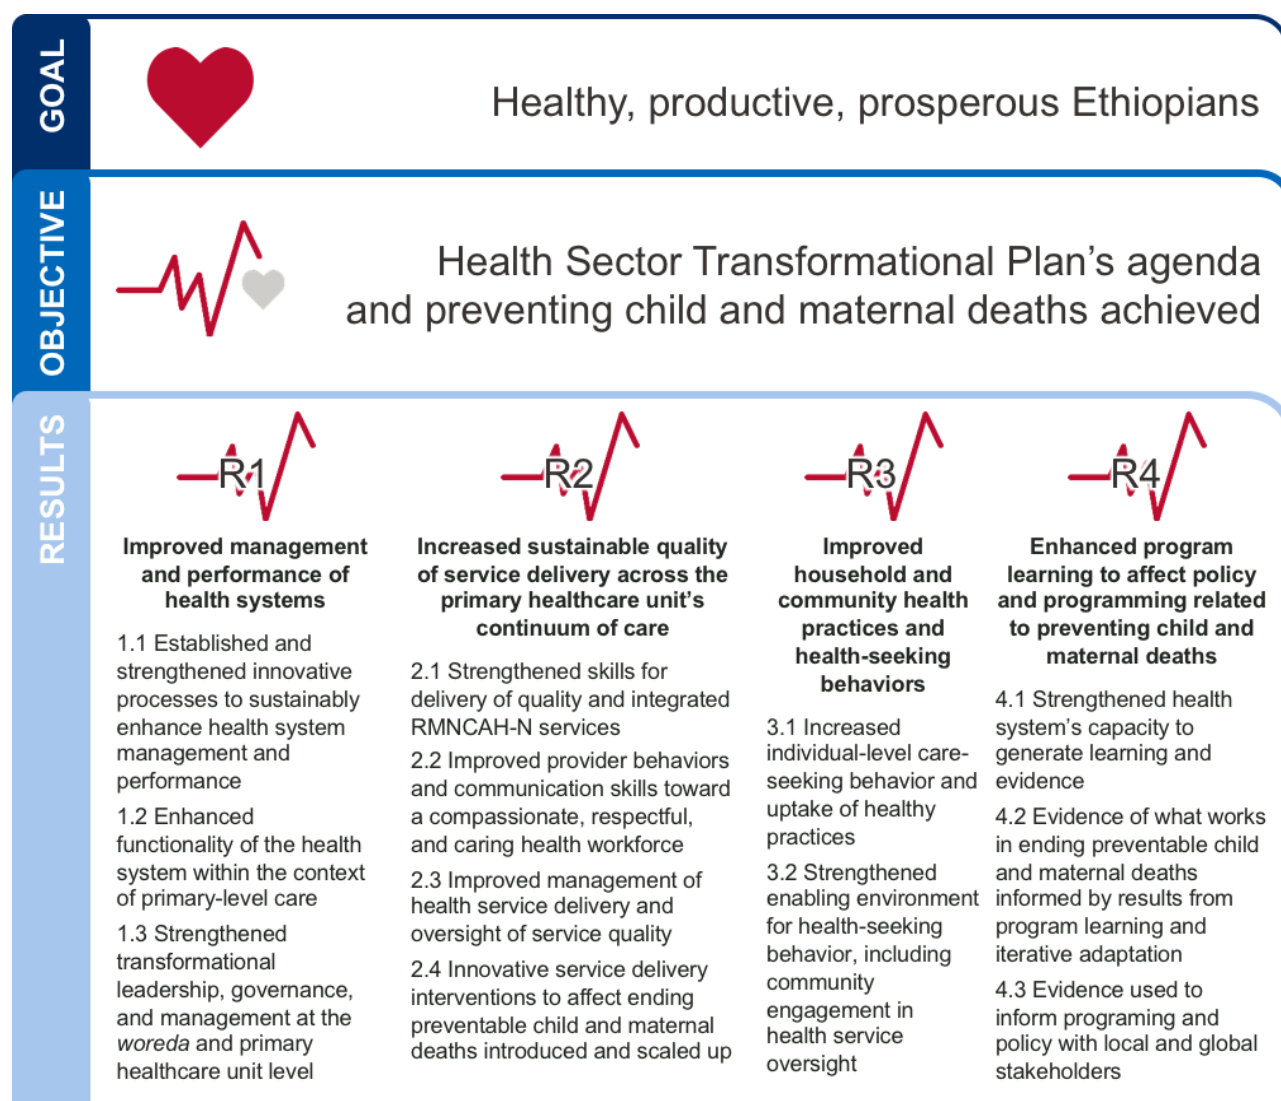 GOAL
Healthy, productive, prosperous Ethiopians
OBJECTIVE
Health Sector Transformational Plan’s agenda
and preventing child and maternal deaths achieved
RESULTS
R1
Improved management
and performance of
health systems
1.1 Established and
strengthened innovative
processes to sustainably
enhance health system
management and
performance
1.2 Enhanced
functionality of the health
system within the context
of primary-level care
1.3 Strengthened
transformational
leadership, governance,
and management at the
woreda and primary
healthcare unit level
R2
Increased sustainable quality
of service delivery across the
primary healthcare unit’s
continuum of care
2.1 Strengthened skills for
delivery of quality and integrated
RMNCAH-N services
2.2 Improved provider behaviors
and communication skills toward
a compassionate, respectful,
and caring health workforce
2.3 Improved management of
health service delivery and
oversight of service quality
2.4 Innovative service delivery
interventions to affect ending
preventable child and maternal
deaths introduced and scaled up
R3
Improved
household and
community health
practices and
health-seeking
behaviors
3.1 Increased
individual-level care-
seeking behavior and
uptake of healthy
practices
3.2 Strengthened
enabling environment
for health-seeking
behavior, including
community
engagement in
health service
oversight
R4
Enhanced program
learning to affect policy
and programming related
to preventing child and
maternal deaths
4.1 Strengthened health
system’s capacity to
generate learning and
evidence
4.2 Evidence of what works
in ending preventable child
and maternal deaths
informed by results from
program learning and
iterative adaptation
4.3 Evidence used to
inform programing and
policy with local and global
stakeholders